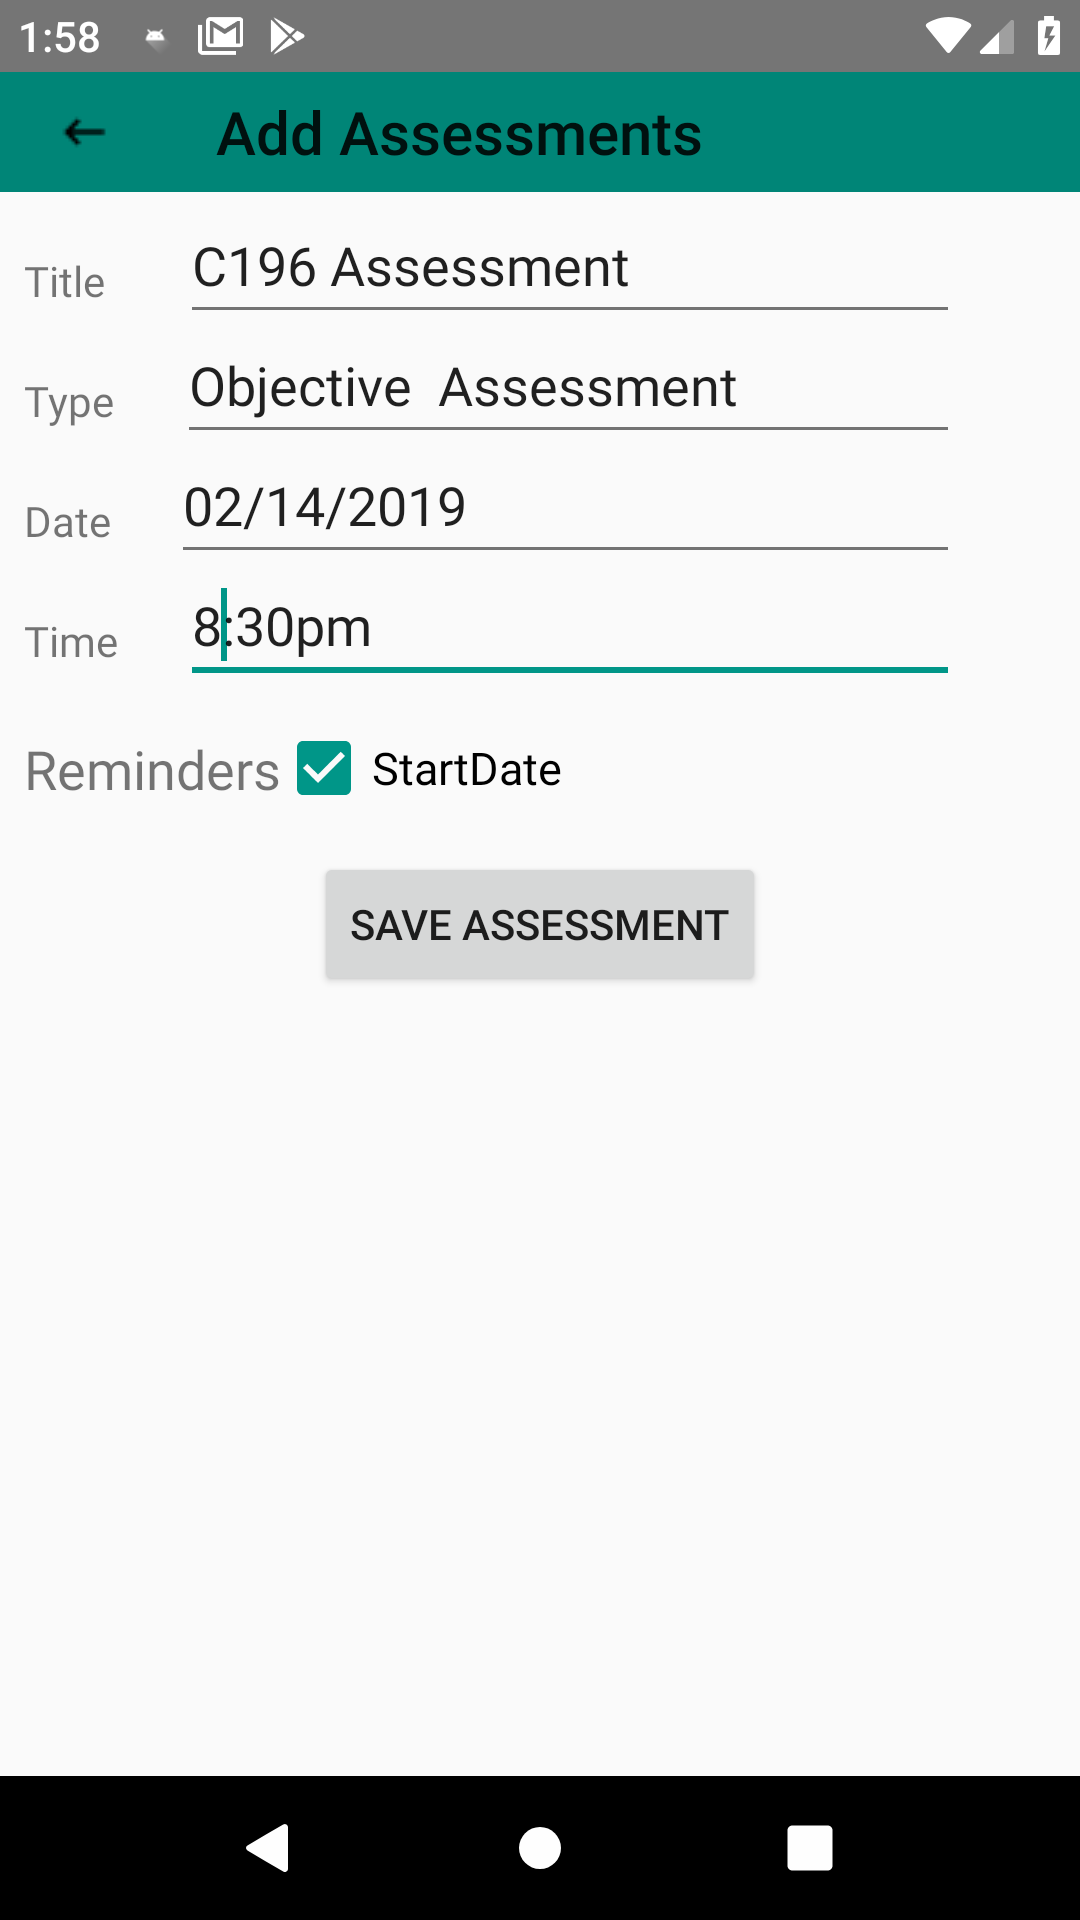 1:58
Add Assessments
Title C196 Assessment
Type Objective  Assessment
Date 02/14/2019
Time 8:30pm
Reminders StartDate
SAVE ASSESSMENT